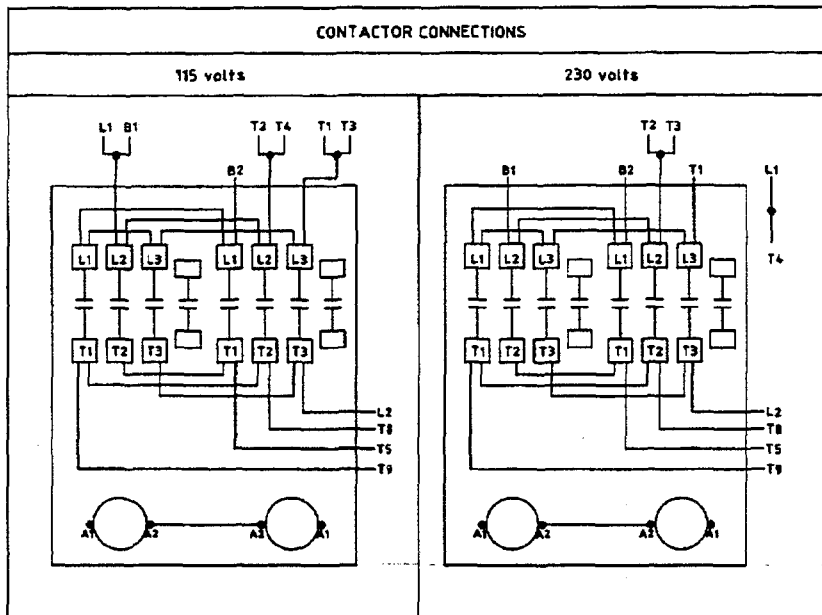 CONTACTOR CONNECTIONS
115 volts
230 volts
L1 B1
T2 T4
T1 T3
B2
L1 L2 L3 L1 L2 L3
T1 T2 T3 T1 T2 T3
L2
T8
T5
T9
A1 A2 A2 A1
T2 T3
B1 B2 T1 L1
T4
L1 L2 L3 L1 L2 L3
T1 T2 T3 T1 T2 T3
L2
T8
T5
T9
A1 A2 A2 A1